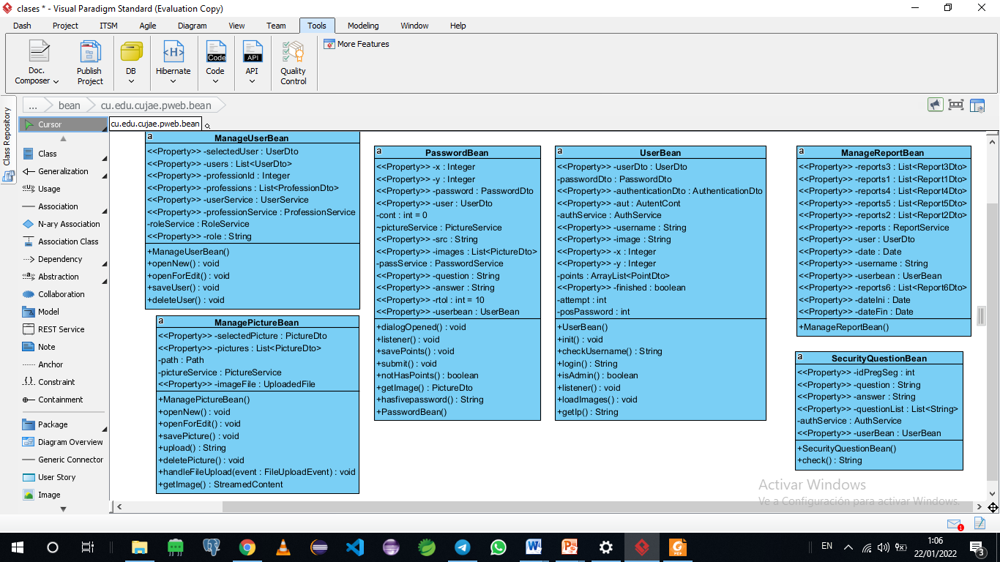 clases * - Visual Paradigm Standard (Evaluation Copy)
Dash Project ITSM Agile Diagram View Team Tools Modeling Window Help
Doc. Composer
Publish Project
DB
Hibernate
Code
Code
API
API
Quality Control
More Features
... bean cu.edu.cujae.pweb.bean
Class Repository
cu.edu.cujae.pweb.bean
Cursor
Class
Generalization
Usage
Association
N-ary Association
Association Class
Dependency
Abstraction
Collaboration
Model
REST Service
Note
Anchor
Constraint
Containment
Package
Diagram Overview
Generic Connector
User Story
Image
a
ManageUserBean
<<Property>> -selectedUser : UserDto
<<Property>> -users : List<UserDto>
<<Property>> -professionId : Integer
<<Property>> -professions : List<ProfessionDto>
<<Property>> -userService : UserService
<<Property>> -professionService : ProfessionService
-roleService : RoleService
<<Property>> -role : String
+ManageUserBean()
+openNew() : void
+openForEdit() : void
+saveUser() : void
+deleteUser() : void
a
ManagePictureBean
<<Property>> -selectedPicture : PictureDto
<<Property>> -pictures : List<PictureDto>
-path : Path
-pictureService : PictureService
<<Property>> -imageFile : UploadedFile
+ManagePictureBean()
+openNew() : void
+openForEdit() : void
+savePicture() : void
+upload() : String
+deletePicture() : void
+handleFileUpload(event : FileUploadEvent) : void
+getImage() : StreamedContent
a
PasswordBean
<<Property>> -x : Integer
<<Property>> -y : Integer
<<Property>> -password : PasswordDto
<<Property>> -user : UserDto
-cont : int = 0
~pictureService : PictureService
<<Property>> -src : String
<<Property>> -images : List<PictureDto>
-passService : PasswordService
<<Property>> -question : String
<<Property>> -answer : String
<<Property>> -rtol : int = 10
<<Property>> -userbean : UserBean
+dialogOpened() : void
+listener() : void
+savePoints() : void
+submit() : void
+notHasPoints() : boolean
+getImage() : PictureDto
+hasfivepassword() : String
+PasswordBean()
a
UserBean
<<Property>> -userDto : UserDto
-passwordDto : PasswordDto
<<Property>> -authenticationDto : AuthenticationDto
<<Property>> -aut : AutentCont
-authService : AuthService
<<Property>> -username : String
<<Property>> -image : String
<<Property>> -x : Integer
<<Property>> -y : Integer
-points : ArrayList<PointDto>
<<Property>> -finished : boolean
-attempt : int
-posPassword : int
+UserBean()
+init() : void
+checkUsername() : String
+login() : String
+isAdmin() : boolean
+listener() : void
+loadImages() : void
+getIp() : String
a
ManageReportBean
<<Property>> -reports3 : List<Report3Dto>
<<Property>> -reports1 : List<Report1Dto>
<<Property>> -reports4 : List<Report4Dto>
<<Property>> -reports5 : List<Report5Dto>
<<Property>> -reports2 : List<Report2Dto>
<<Property>> -reports : ReportService
<<Property>> -user : UserDto
<<Property>> -date : Date
<<Property>> -username : String
<<Property>> -userbean : UserBean
<<Property>> -reports6 : List<Report6Dto>
<<Property>> -dateIni : Date
<<Property>> -dateFin : Date
+ManageReportBean()
a
SecurityQuestionBean
<<Property>> -idPregSeg : int
<<Property>> -question : String
<<Property>> -answer : String
<<Property>> -questionList : List<String>
-authService : AuthService
<<Property>> -userBean : UserBean
+SecurityQuestionBean()
+check() : String
Activar Windows
Ve a Configuración para activar Windows.
1
EN
1:06
22/01/2022
3